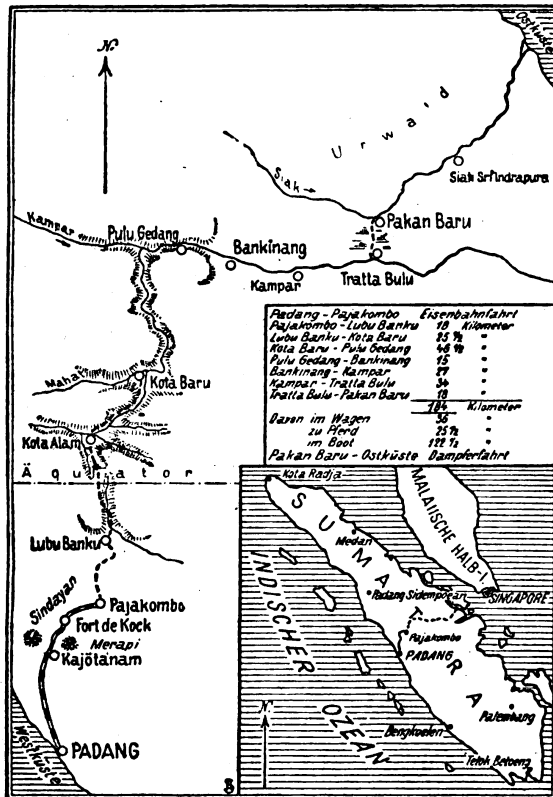 N.
Ostküste
Urwald
Siak
Siak Sri Indrapura
Kampar
Pulu Gedang
Pakan Baru
Bankinang
Kampar
Tratta Bulu
Padang - Pajakombo Eisenbahnfahrt
Pajakombo - Lubu Banku 18 Kilometer
Lubu Banku - Kota Baru 25 ½ "
Kota Baru - Pulu Gedang 46 ½ "
Pulu Gedang - Bankinang 15 "
Bankinang - Kampar 27 "
Kampar - Tratta Bulu 34 "
Tratta Bulu - Pakan Baru 18 "
184 Kilometer
Davon im Wagen 36 "
zu Pferd 25 ½ "
im Boot 122 ½ "
Pakan Baru - Ostküste Dampferfahrt
Mahat
Kota Baru
Kota Alam
Äquator
Lubu Banku
Pajakombo
Sindayan
Fort de Kock
Merapi
Kajötanam
Westküste
PADANG
Kota Radja
SUMATRA
MALAIISCHE HALB-I.
Medan
INDISCHER OZEAN
Padang Sidempoean
SINGAPORE
Pajakombo
PADANG
Palembang
Bengkoelen
Telok Betoeng
N.